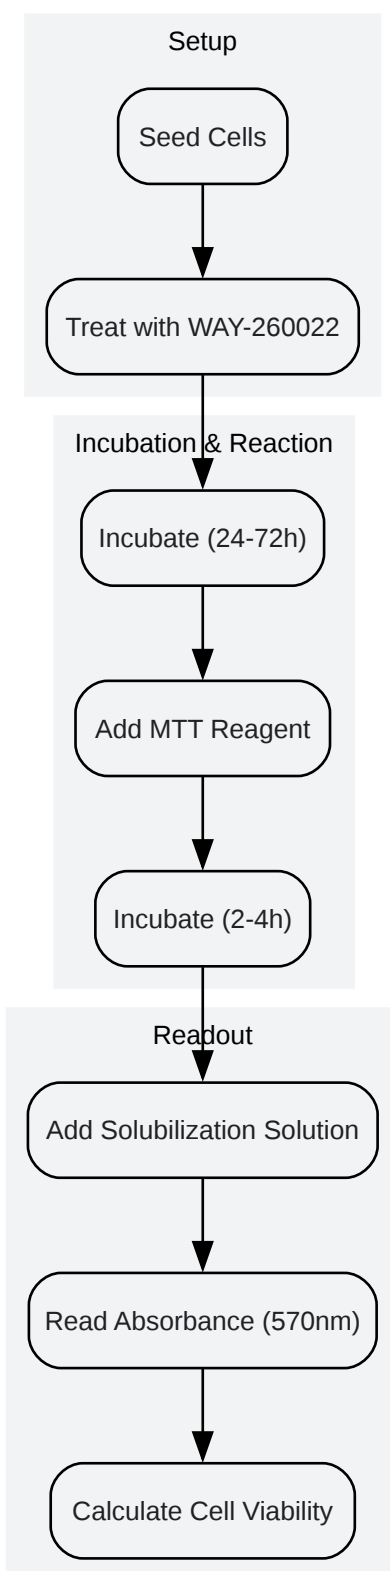 Setup
Seed Cells
Treat with WAY-260022
Incubation & Reaction
Incubate (24-72h)
Add MTT Reagent
Incubate (2-4h)
Readout
Add Solubilization Solution
Read Absorbance (570nm)
Calculate Cell Viability